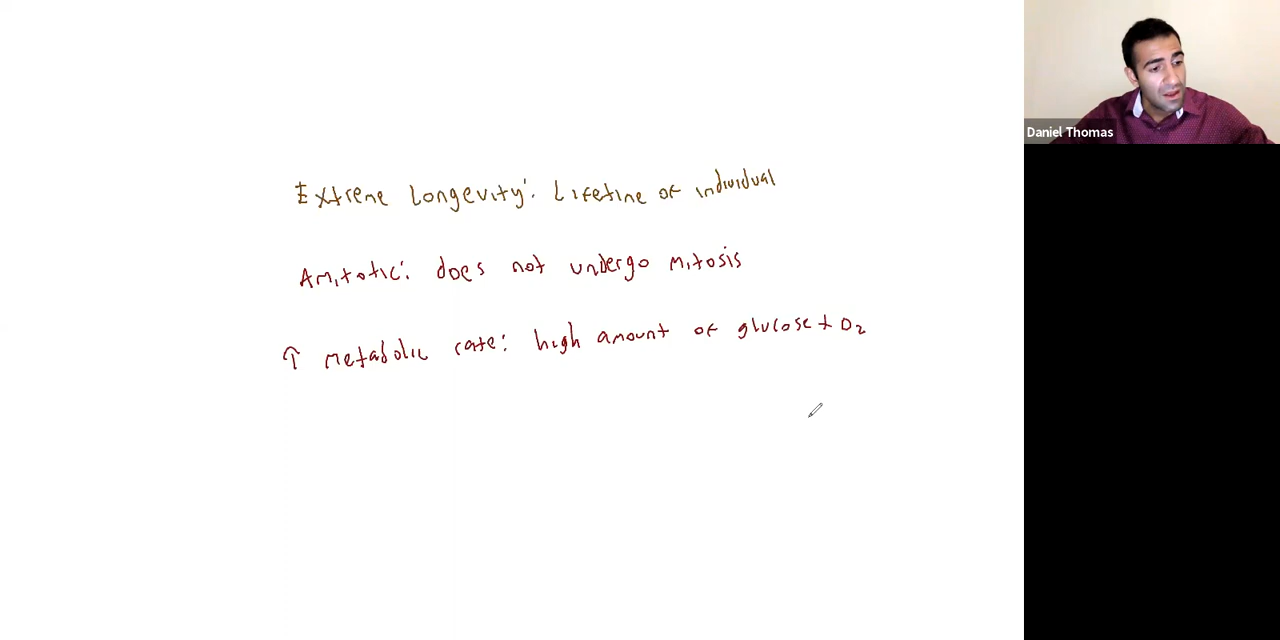 Extreme Longevity: Lifetime of individual
Amitotic: does not undergo mitosis
↑ metabolic rate: high amount of glucose + O2
Daniel Thomas